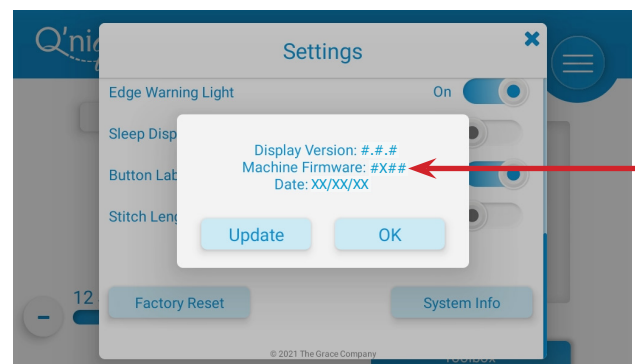 Q'ni
Settings
Edge Warning Light On
Sleep Disp
Display Version: #.#.#
Machine Firmware: #X##
Button Lab
Date: XX/XX/XX
Stitch Leng
Update OK
12
Factory Reset System Info
© 2021 The Grace Company
Toolbox